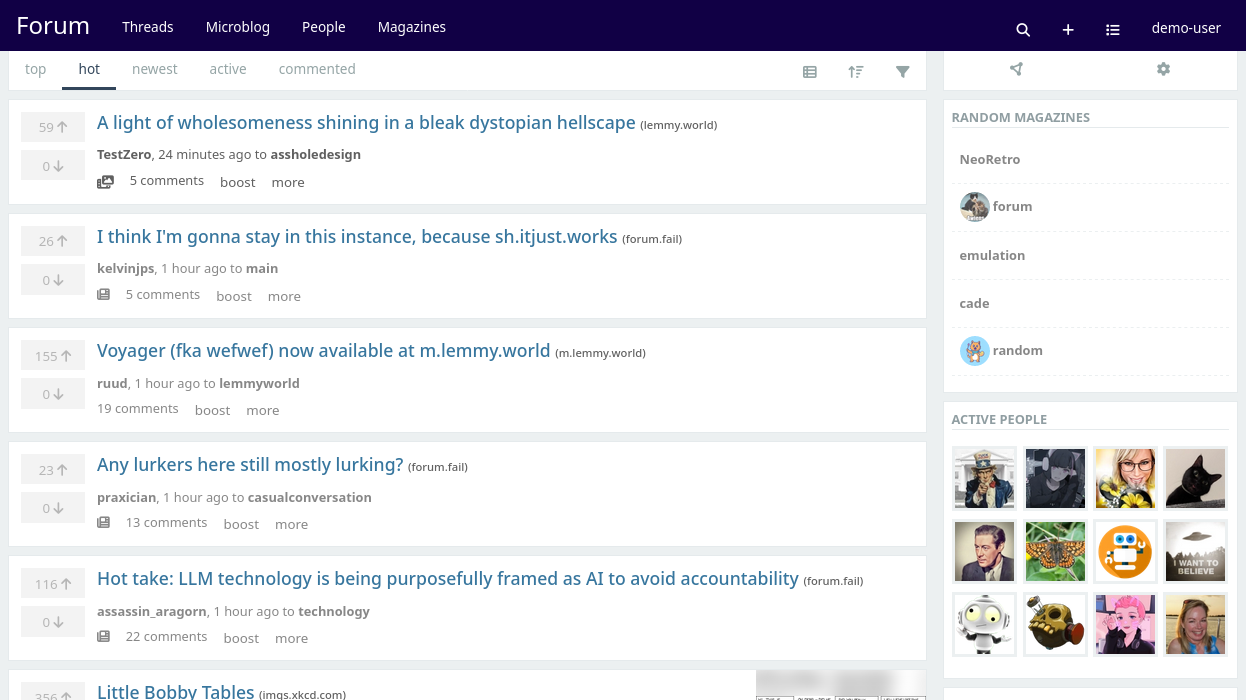 Forum Threads Microblog People Magazines demo-user
top hot newest active commented
59
A light of wholesomeness shining in a bleak dystopian hellscape (lemmy.world)
TestZero, 24 minutes ago to assholedesign
0
5 comments boost more
26
I think I'm gonna stay in this instance, because sh.itjust.works (forum.fail)
kelvinjps, 1 hour ago to main
0
5 comments boost more
155
Voyager (fka wefwef) now available at m.lemmy.world (m.lemmy.world)
ruud, 1 hour ago to lemmyworld
0
19 comments boost more
23
Any lurkers here still mostly lurking? (forum.fail)
praxician, 1 hour ago to casualconversation
0
13 comments boost more
116
Hot take: LLM technology is being purposefully framed as AI to avoid accountability (forum.fail)
assassin_aragorn, 1 hour ago to technology
0
22 comments boost more
356
Little Bobby Tables (imgs.xkcd.com)
RANDOM MAGAZINES
NeoRetro
forum
emulation
cade
random
ACTIVE PEOPLE
I WANT TO
BELIEVE